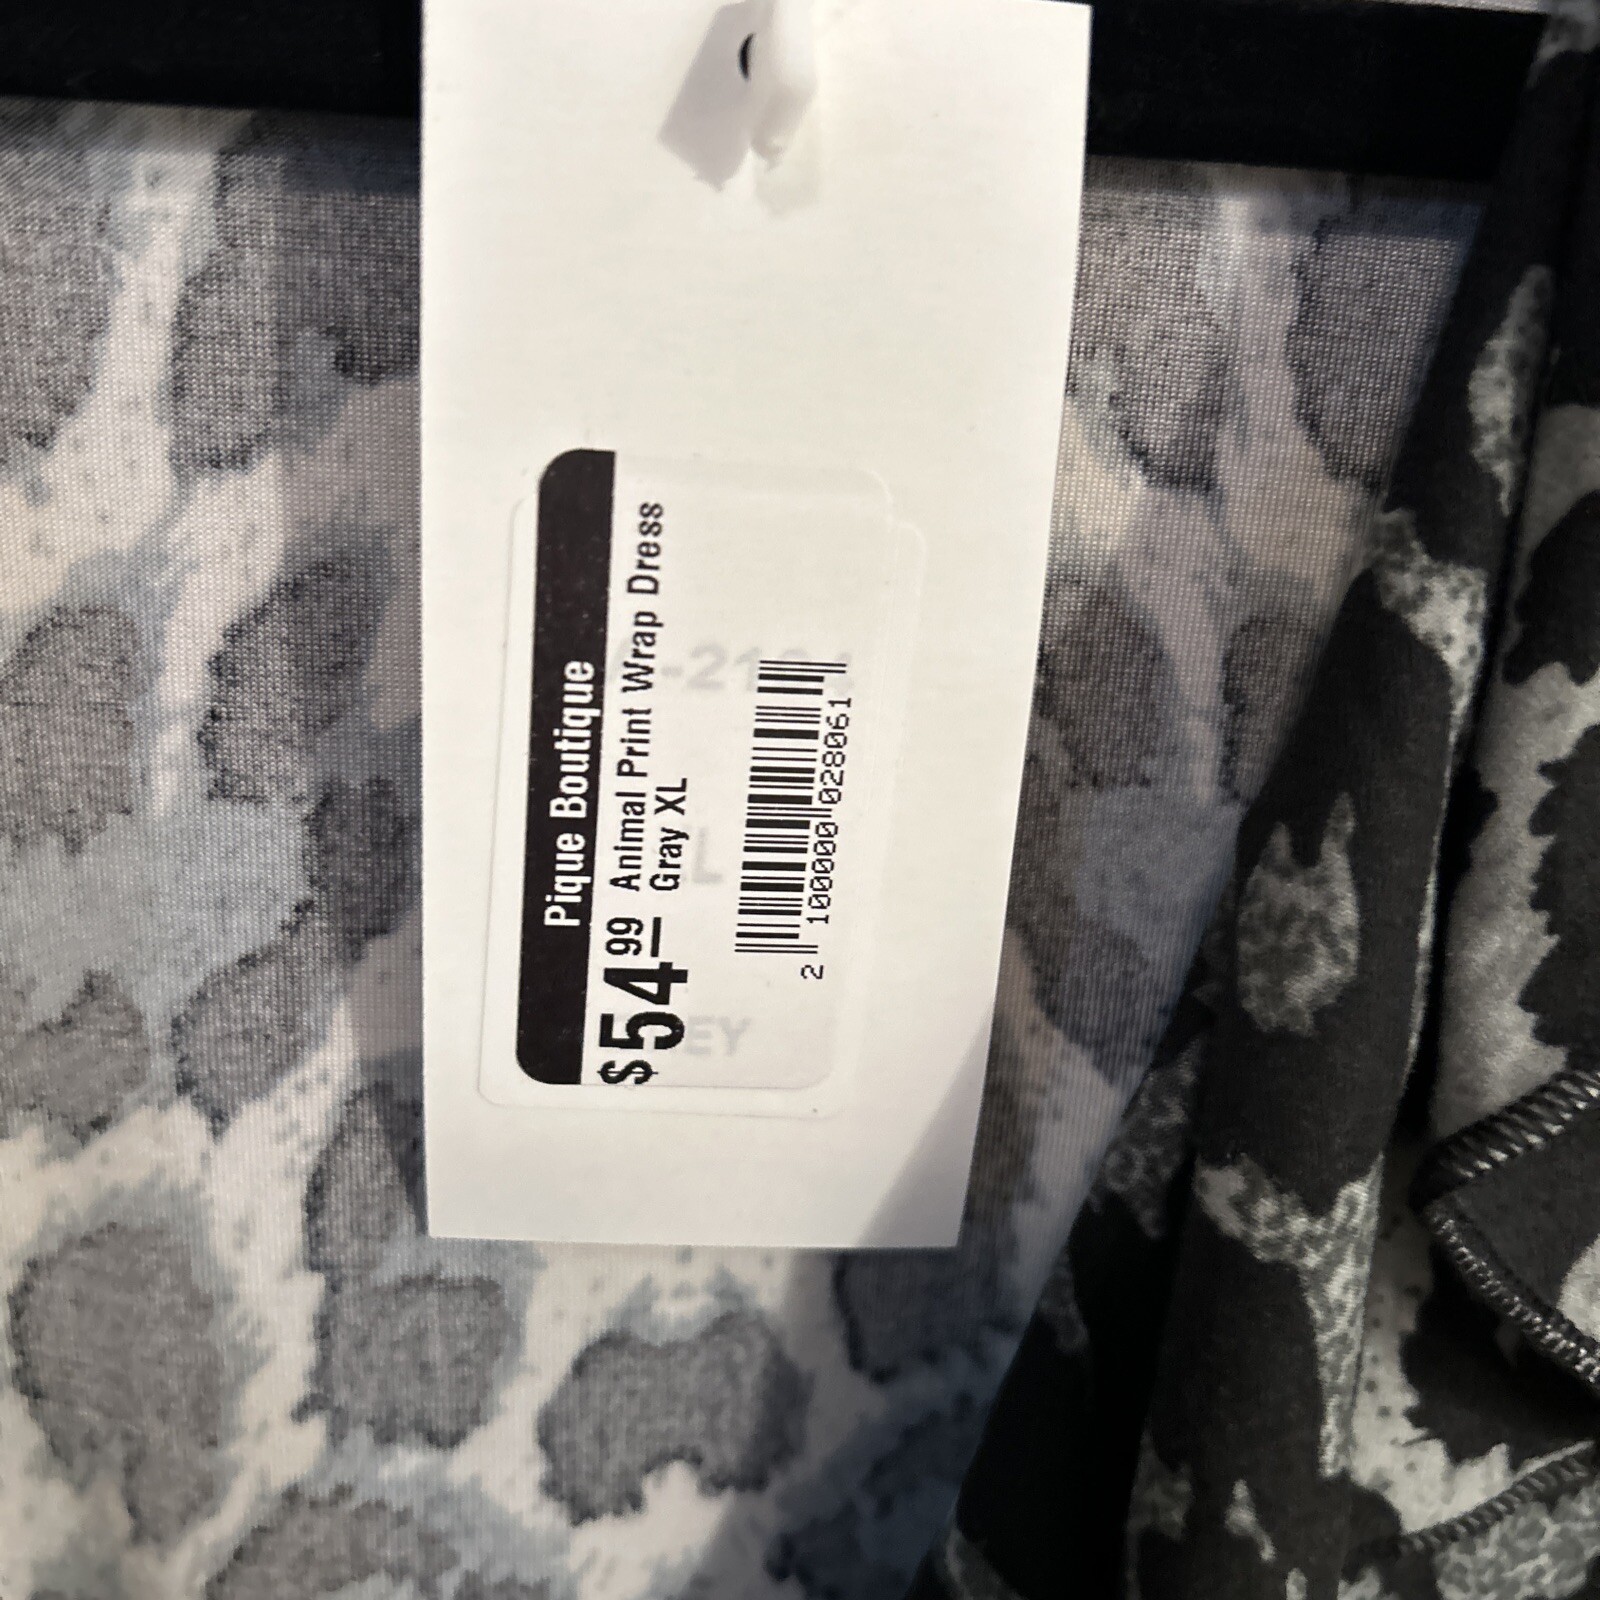 Pique Boutique
$54.99 Animal Print Wrap Dress
Gray XL
2 100000 028061